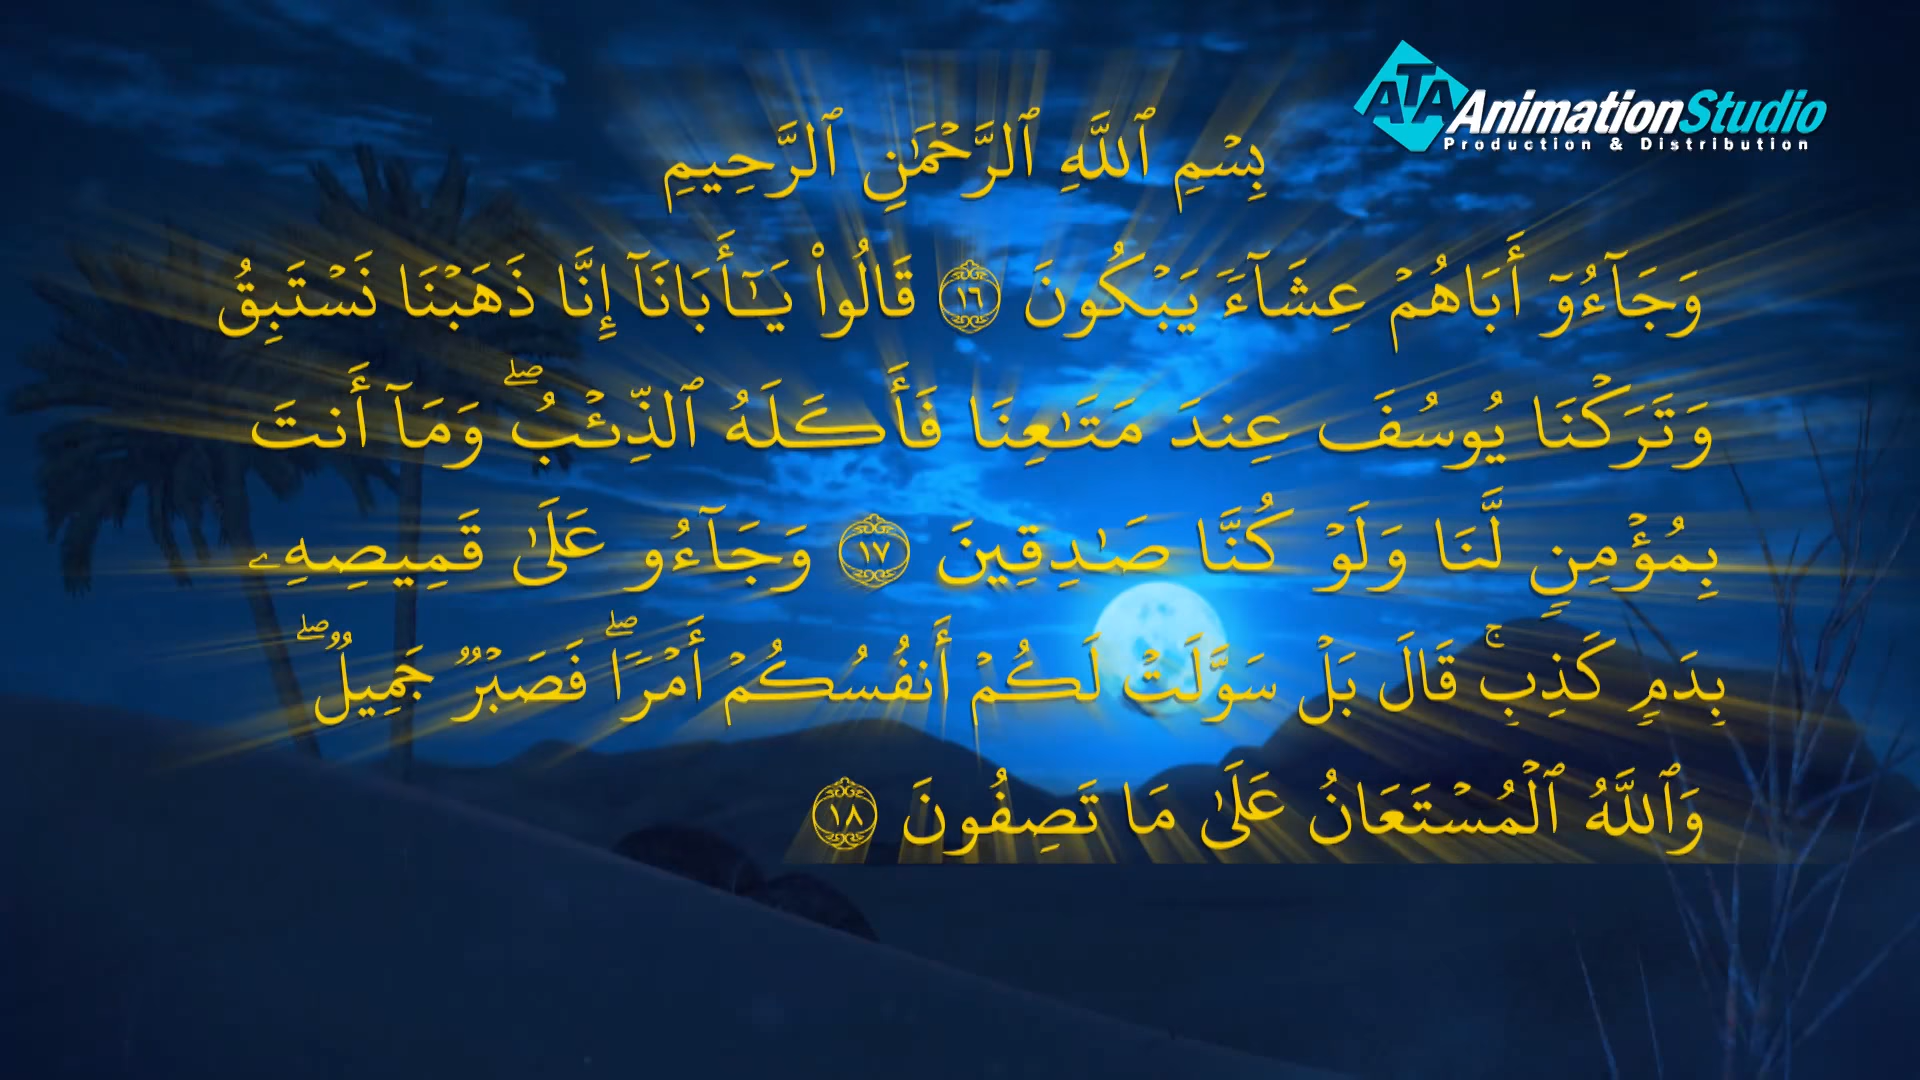 ATA AnimationStudio
Production & Distribution
بِسْمِ ٱللَّهِ ٱلرَّحْمَٰنِ ٱلرَّحِيمِ
وَجَآءُوٓ أَبَاهُمْ عِشَآءَ يَبْكُونَ ١٦ قَالُوا۟ يَـٰٓأَبَانَآ إِنَّا ذَهَبْنَا نَسْتَبِقُ
وَتَرَكْنَا يُوسُفَ عِندَ مَتَـٰعِنَا فَأَكَلَهُ ٱلذِّئْبُ ۖ وَمَآ أَنتَ
بِمُؤْمِنٍ لَّنَا وَلَوْ كُنَّا صَـٰدِقِينَ ١٧ وَجَآءُو عَلَىٰ قَمِيصِهِۦ
بِدَمٍ كَذِبٍ ۚ قَالَ بَلْ سَوَّلَتْ لَكُمْ أَنفُسُكُمْ أَمْرًا ۖ فَصَبْرٌ جَمِيلٌ ۖ
وَٱللَّهُ ٱلْمُسْتَعَانُ عَلَىٰ مَا تَصِفُونَ ١٨